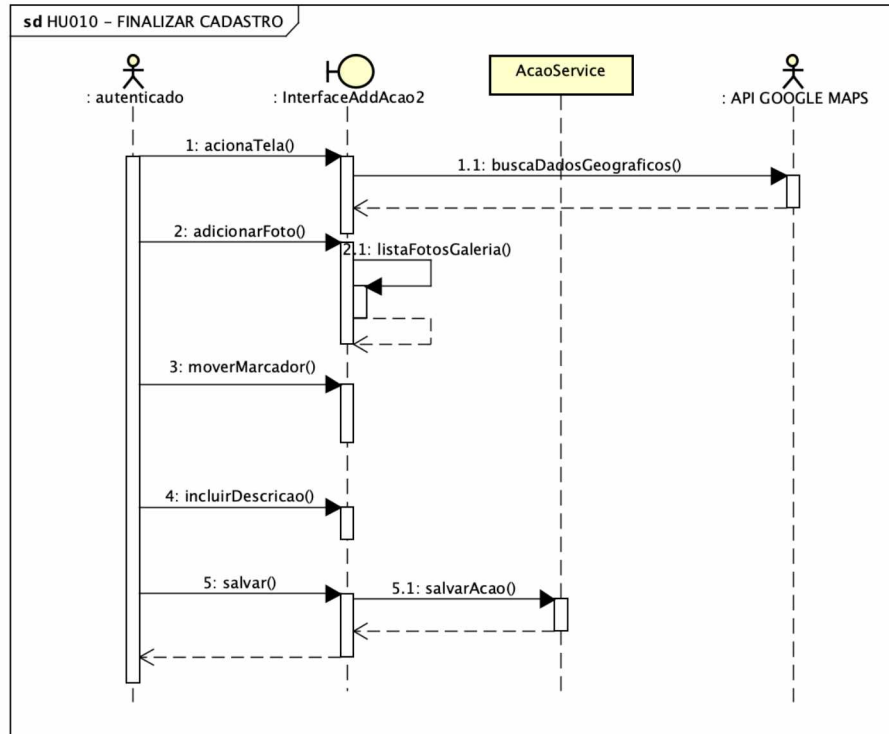 sd HU010 – FINALIZAR CADASTRO
: autenticado
: InterfaceAddAcao2
AcaoService
: API GOOGLE MAPS
1: acionaTela()
1.1: buscaDadosGeograficos()
2: adicionarFoto()
2.1: listaFotosGaleria()
3: moverMarcador()
4: incluirDescricao()
5: salvar()
5.1: salvarAcao()